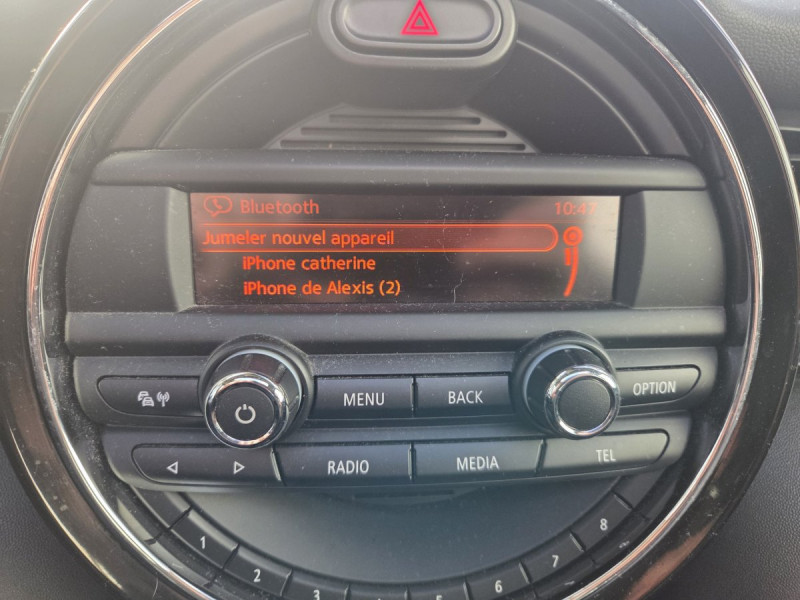 Bluetooth 10:47
Jumeler nouvel appareil
iPhone catherine
iPhone de Alexis (2)
MENU BACK OPTION
RADIO MEDIA TEL
1 2 3 4 5 6 7 8